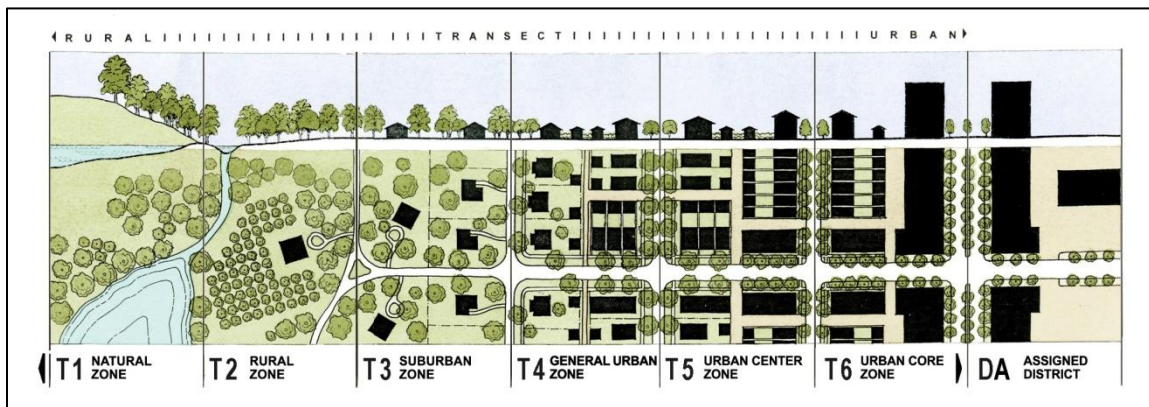 RURAL TRANSECT URBAN
T1 NATURAL
ZONE
T2 RURAL
ZONE
T3 SUBURBAN
ZONE
T4 GENERAL URBAN
ZONE
T5 URBAN CENTER
ZONE
T6 URBAN CORE
ZONE
DA ASSIGNED
DISTRICT